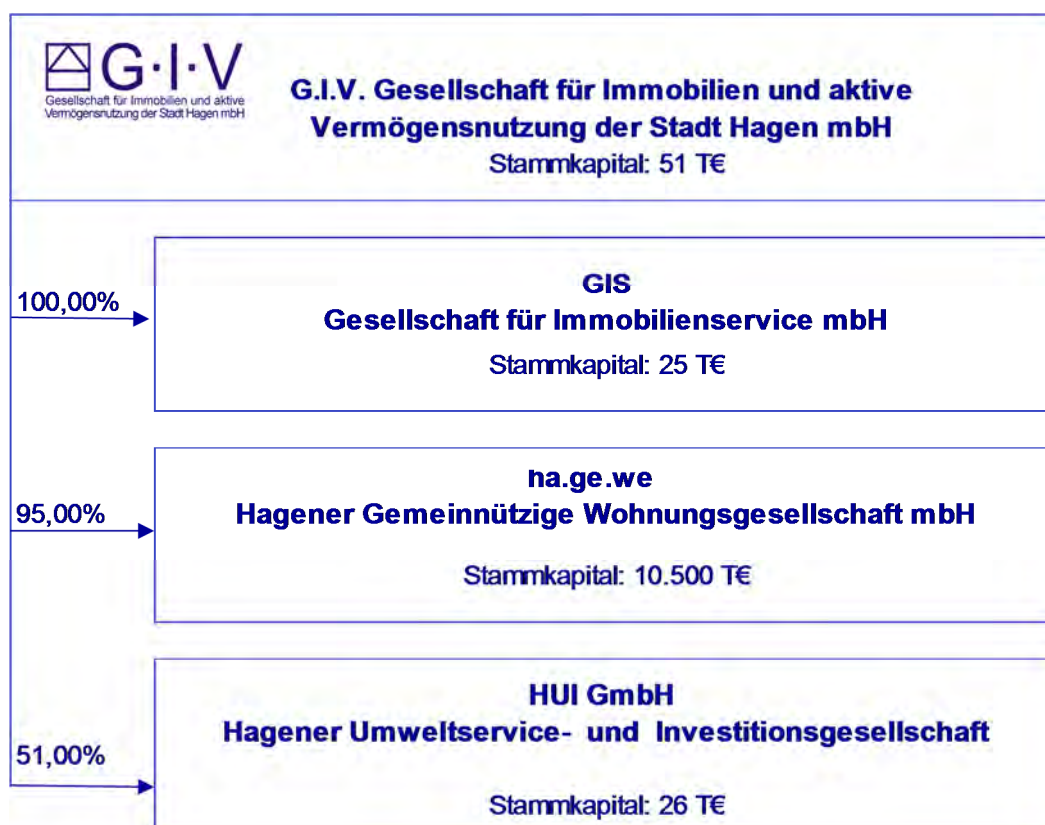 G·I·V
Gesellschaft für Immobilien und aktive
Vermögensnutzung der Stadt Hagen mbH
G.I.V. Gesellschaft für Immobilien und aktive
Vermögensnutzung der Stadt Hagen mbH
Stammkapital: 51 T€
100,00%
GIS
Gesellschaft für Immobilienservice mbH
Stammkapital: 25 T€
95,00%
ha.ge.we
Hagener Gemeinnützige Wohnungsgesellschaft mbH
Stammkapital: 10.500 T€
51,00%
HUI GmbH
Hagener Umweltservice- und Investitionsgesellschaft
Stammkapital: 26 T€